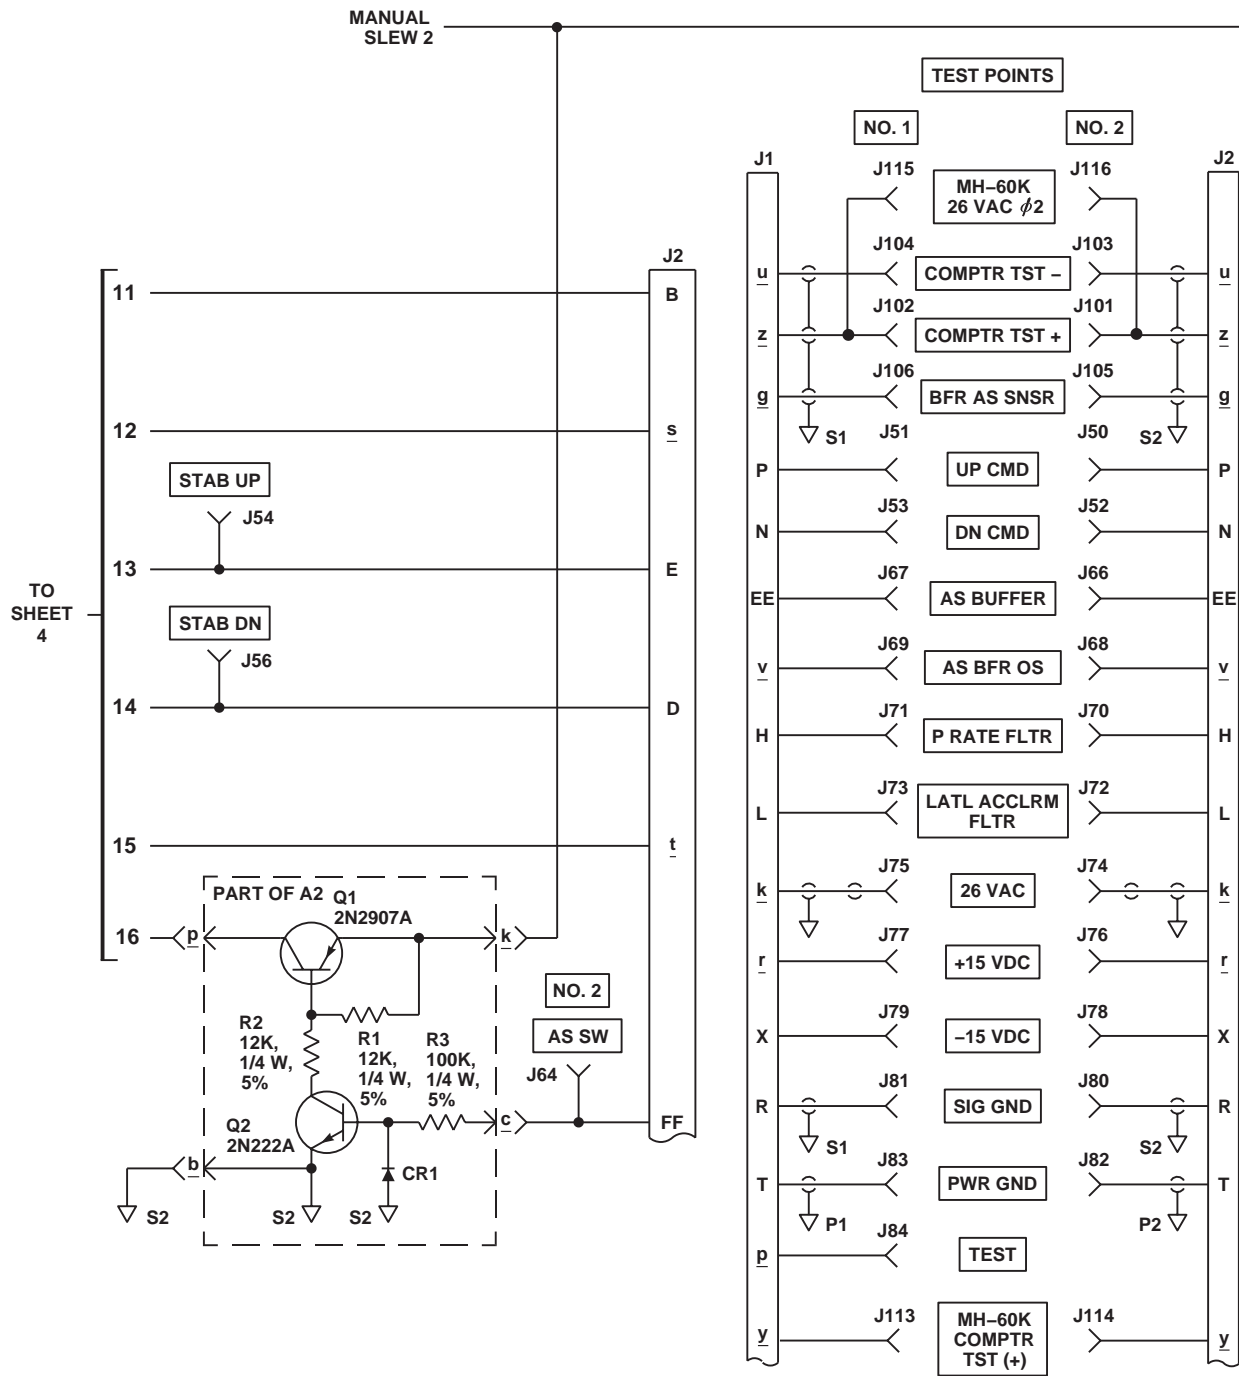 MANUAL
SLEW 2
TEST POINTS
NO. 1
NO. 2
J1
J2
J115
MH–60K
26 VAC ϕ2
J116
J104
COMPTR TST –
J103
u
u
J102
COMPTR TST +
J101
z
z
J106
BFR AS SNSR
J105
g
g
S1
S2
J51
UP CMD
J50
P
P
J53
DN CMD
J52
N
N
J67
AS BUFFER
J66
EE
EE
J69
AS BFR OS
J68
v
v
J71
P RATE FLTR
J70
H
H
J73
LATL ACCLRM
FLTR
J72
L
L
J75
26 VAC
J74
k
k
J77
+15 VDC
J76
r
r
J79
–15 VDC
J78
X
X
J81
SIG GND
J80
R
R
S1
S2
J83
PWR GND
J82
T
T
P1
P2
J84
TEST
p
J113
MH–60K
COMPTR
TST (+)
J114
y
y
J2
TO
SHEET
4
11
B
12
s
STAB UP
J54
13
E
STAB DN
J56
14
D
15
t
PART OF A2
Q1
2N2907A
16
p
k
NO. 2
AS SW
J64
R2
12K,
1/4 W,
5%
R1
12K,
1/4 W,
5%
R3
100K,
1/4 W,
5%
c
FF
Q2
2N222A
b
CR1
S2
S2
S2